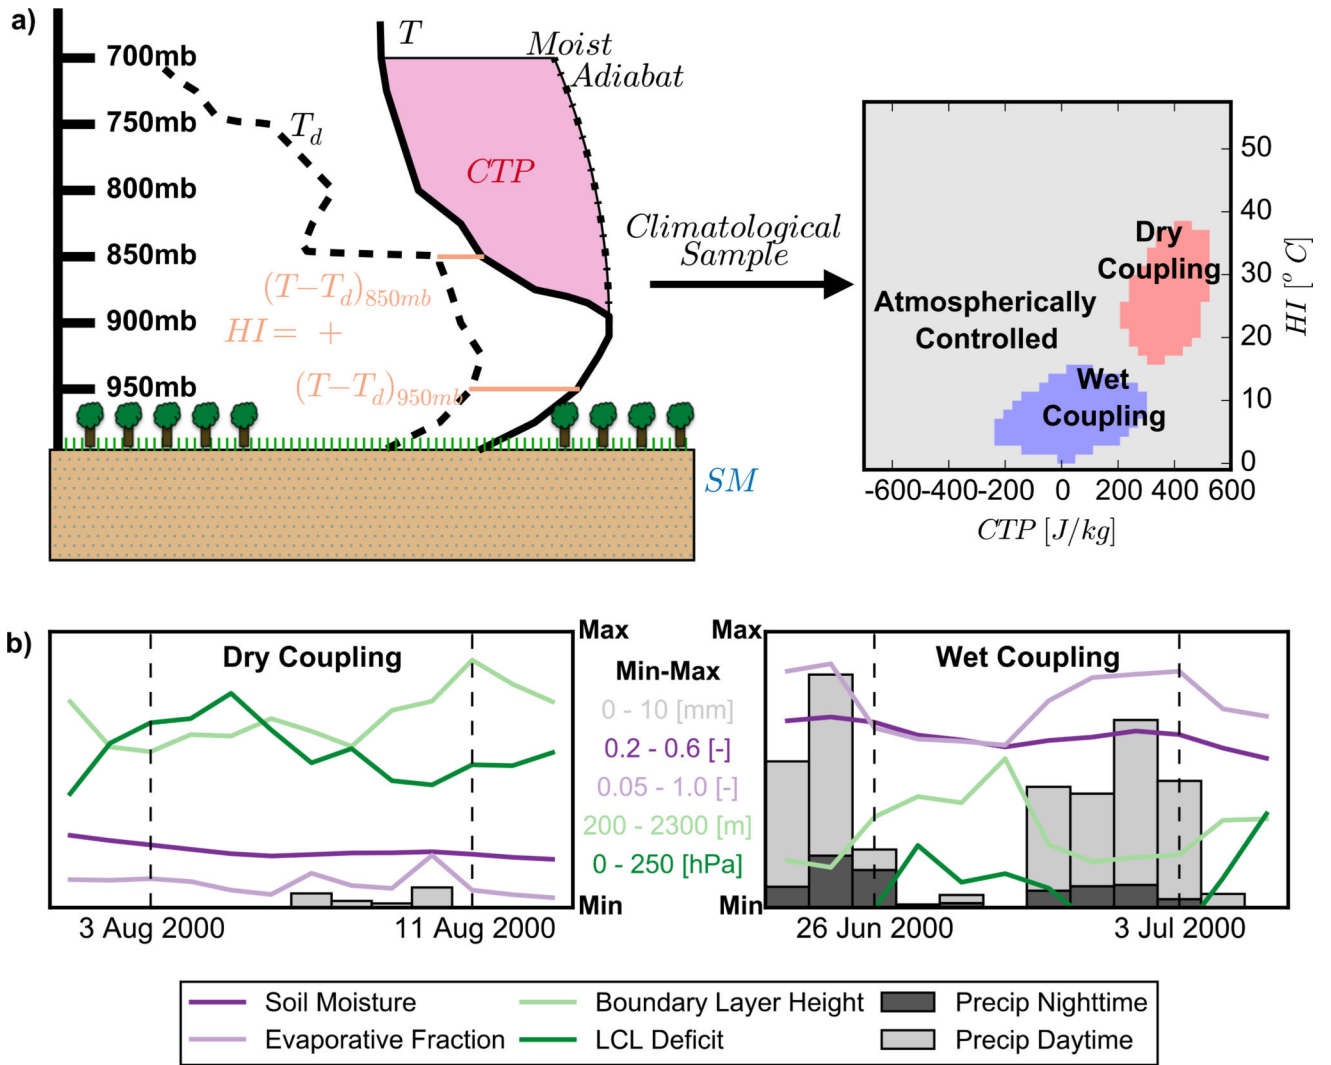 a)
T
Moist
Adiabat
700mb
750mb
T_d
800mb
CTP
850mb
(T−T_d)_850mb
900mb
HI = +
950mb
(T−T_d)_950mb
SM
Climatological
Sample
Dry
Coupling
Atmospherically
Controlled
Wet
Coupling
50
40
30
20
10
0
HI [° C]
-600 -400 -200 0 200 400 600
CTP [J/kg]
b)
Dry Coupling
3 Aug 2000 11 Aug 2000
Max
Min
Min-Max
0 - 10 [mm]
0.2 - 0.6 [-]
0.05 - 1.0 [-]
200 - 2300 [m]
0 - 250 [hPa]
Max
Min
Wet Coupling
26 Jun 2000 3 Jul 2000
Soil Moisture
Evaporative Fraction
Boundary Layer Height
LCL Deficit
Precip Nighttime
Precip Daytime